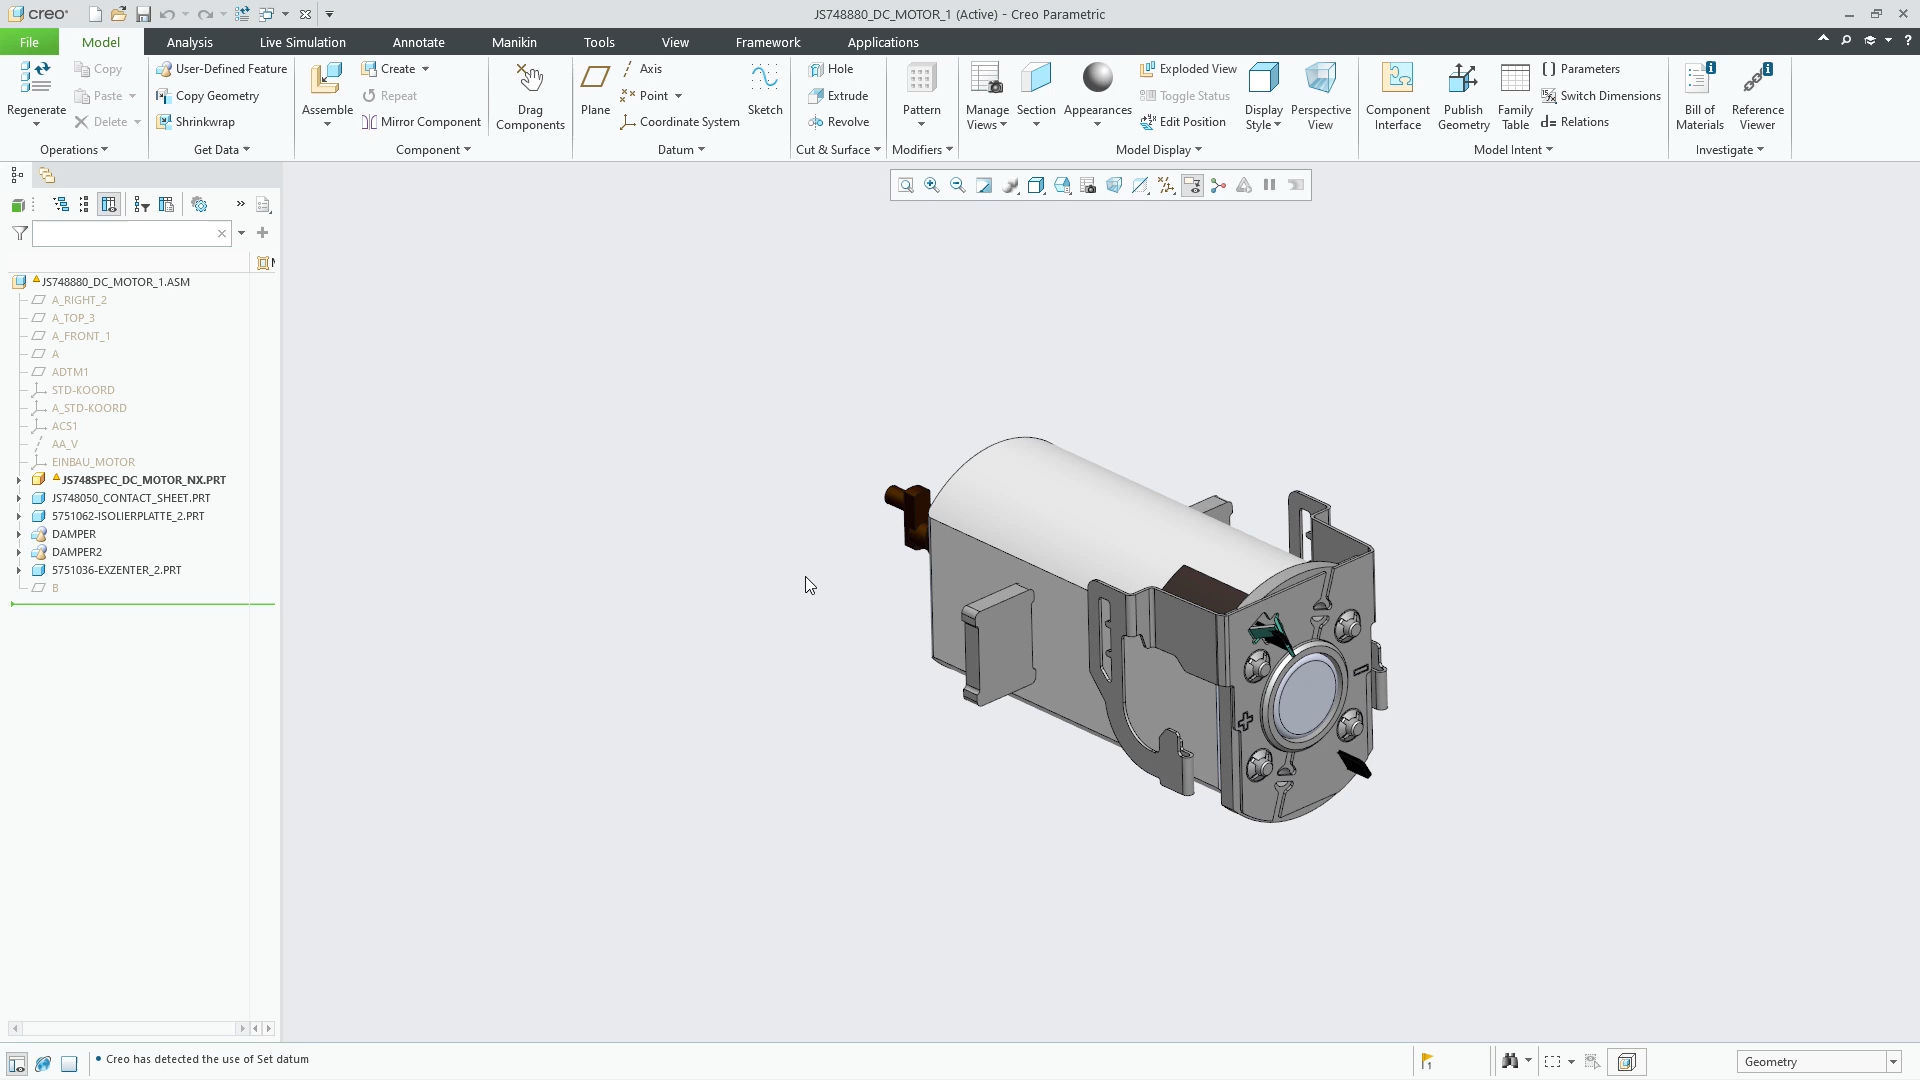 creo
JS748880_DC_MOTOR_1 (Active) - Creo Parametric
File Model Analysis Live Simulation Annotate Manikin Tools View Framework Applications
Regenerate
Copy
Paste
Delete
Operations
User-Defined Feature
Copy Geometry
Shrinkwrap
Get Data
Assemble
Create
Repeat
Mirror Component
Drag
Components
Component
Plane
Axis
Point
Coordinate System
Sketch
Datum
Hole
Extrude
Revolve
Cut & Surface
Pattern
Modifiers
Manage
Views
Section
Appearances
Exploded View
Toggle Status
Edit Position
Display
Style
Perspective
View
Model Display
Component
Interface
Publish
Geometry
Family
Table
Parameters
Switch Dimensions
d= Relations
Model Intent
Bill of
Materials
Reference
Viewer
Investigate
JS748880_DC_MOTOR_1.ASM
A_RIGHT_2
A_TOP_3
A_FRONT_1
A
ADTM1
STD-KOORD
A_STD-KOORD
ACS1
AA_V
EINBAU_MOTOR
JS748SPEC_DC_MOTOR_NX.PRT
JS748050_CONTACT_SHEET.PRT
5751062-ISOLIERPLATTE_2.PRT
DAMPER
DAMPER2
5751036-EXZENTER_2.PRT
B
• Creo has detected the use of Set datum
1
Geometry